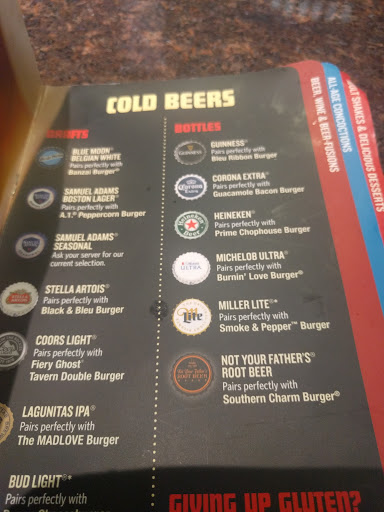 COLD BEERS
DRAFTS
BLUE MOON®
BELGIAN WHITE
Pairs perfectly with
Banzai Burger™
SAMUEL ADAMS
BOSTON LAGER®
Pairs perfectly with
A.1.® Peppercorn Burger
SAMUEL ADAMS®
SEASONAL
Ask your server for our
current selection.
STELLA ARTOIS®
Pairs perfectly with
Black & Bleu Burger
COORS LIGHT®
Pairs perfectly with
Fiery Ghost™
Tavern Double Burger
LAGUNITAS IPA®
Pairs perfectly with
The MADLOVE Burger
BUD LIGHT®*
Pairs perfectly with
BOTTLES
GUINNESS®
Pairs perfectly with
Bleu Ribbon Burger
CORONA EXTRA®
Pairs perfectly with
Guacamole Bacon Burger
HEINEKEN®
Pairs perfectly with
Prime Chophouse Burger
MICHELOB ULTRA®
Pairs perfectly with
Burnin' Love Burger®
MILLER LITE®*
Pairs perfectly with
Smoke & Pepper™ Burger
NOT YOUR FATHER'S®
ROOT BEER
Pairs perfectly with
Southern Charm Burger®
GIVING UP GLUTEN?
BEER, WINE & BEER-FUSIONS
ALL-AGE CONCOCTIONS
SHAKES & DELICIOUS DESSERTS